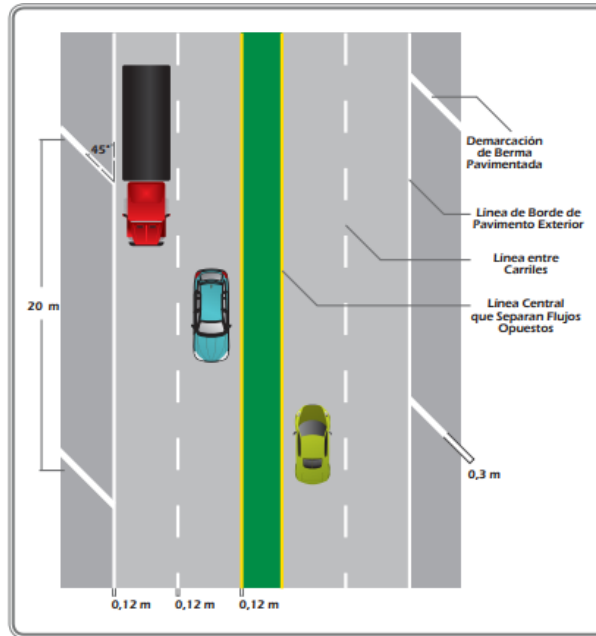 45°
Demarcación
de Berma
Pavimentada
Línea de Borde de
Pavimento Exterior
Línea entre
Carriles
20 m
Línea Central
que Separan Flujos
Opuestos
0,3 m
0,12 m
0,12 m
0,12 m